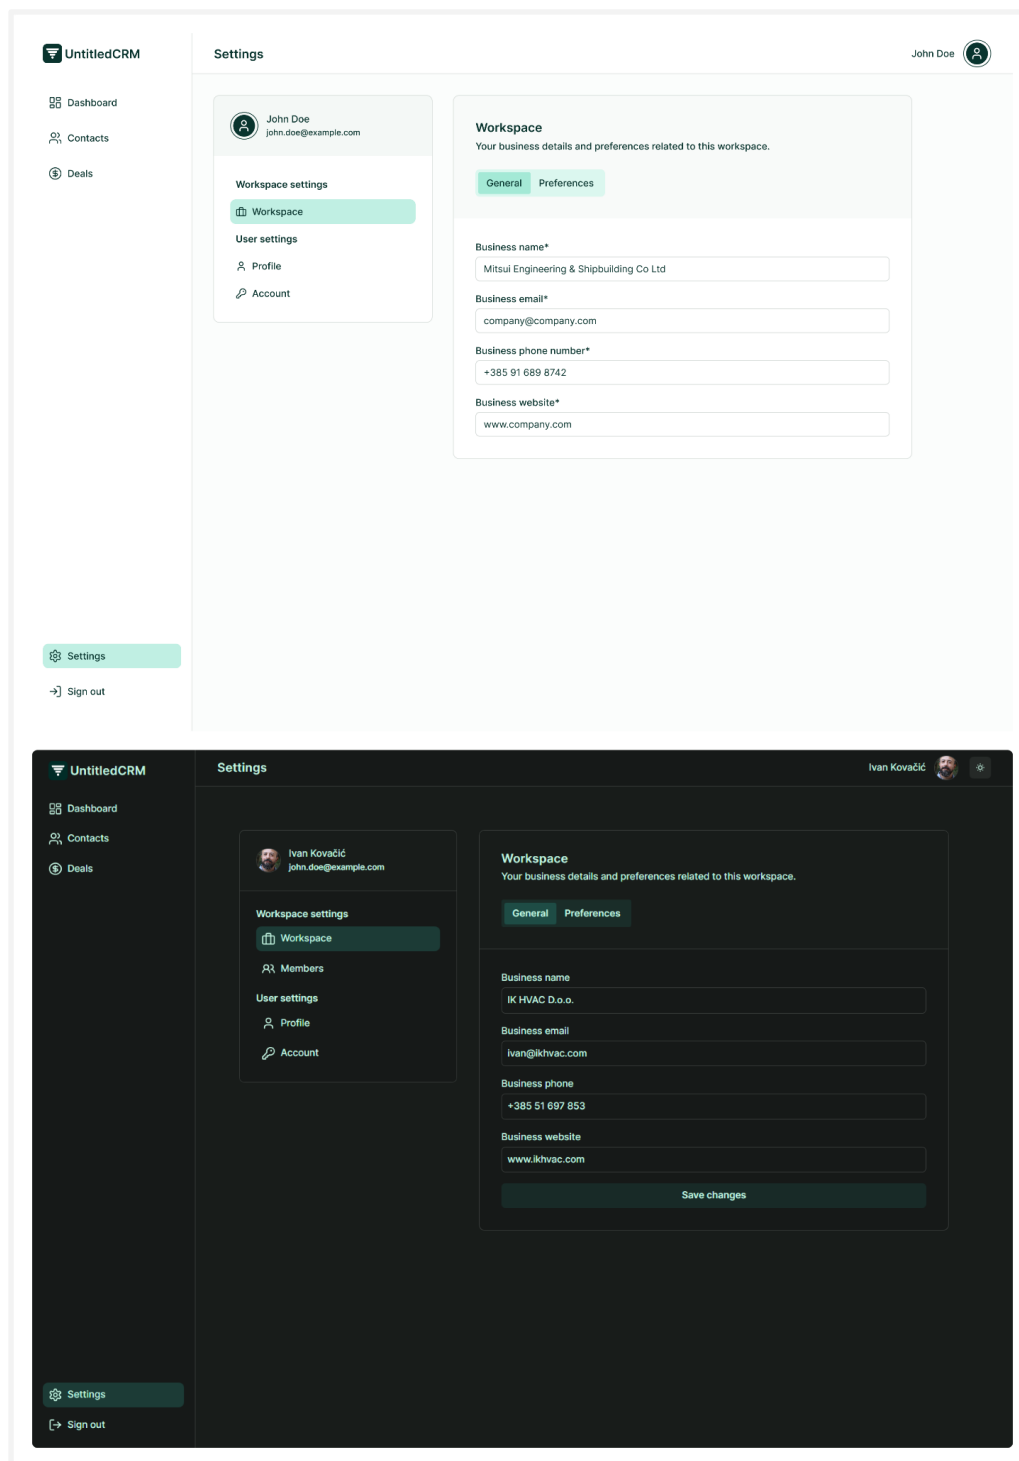 UntitledCRM
Settings
John Doe
Dashboard
Contacts
Deals
John Doe
john.doe@example.com
Workspace settings
Workspace
User settings
Profile
Account
Workspace
Your business details and preferences related to this workspace.
General Preferences
Business name*
Mitsui Engineering & Shipbuilding Co Ltd
Business email*
company@company.com
Business phone number*
+385 91 689 8742
Business website*
www.company.com
Settings
Sign out
UntitledCRM
Settings
Ivan Kovačić
Dashboard
Contacts
Deals
Ivan Kovačić
john.doe@example.com
Workspace settings
Workspace
Members
User settings
Profile
Account
Workspace
Your business details and preferences related to this workspace.
General Preferences
Business name
IK HVAC D.o.o.
Business email
ivan@ikhvac.com
Business phone
+385 51 697 853
Business website
www.ikhvac.com
Save changes
Settings
Sign out